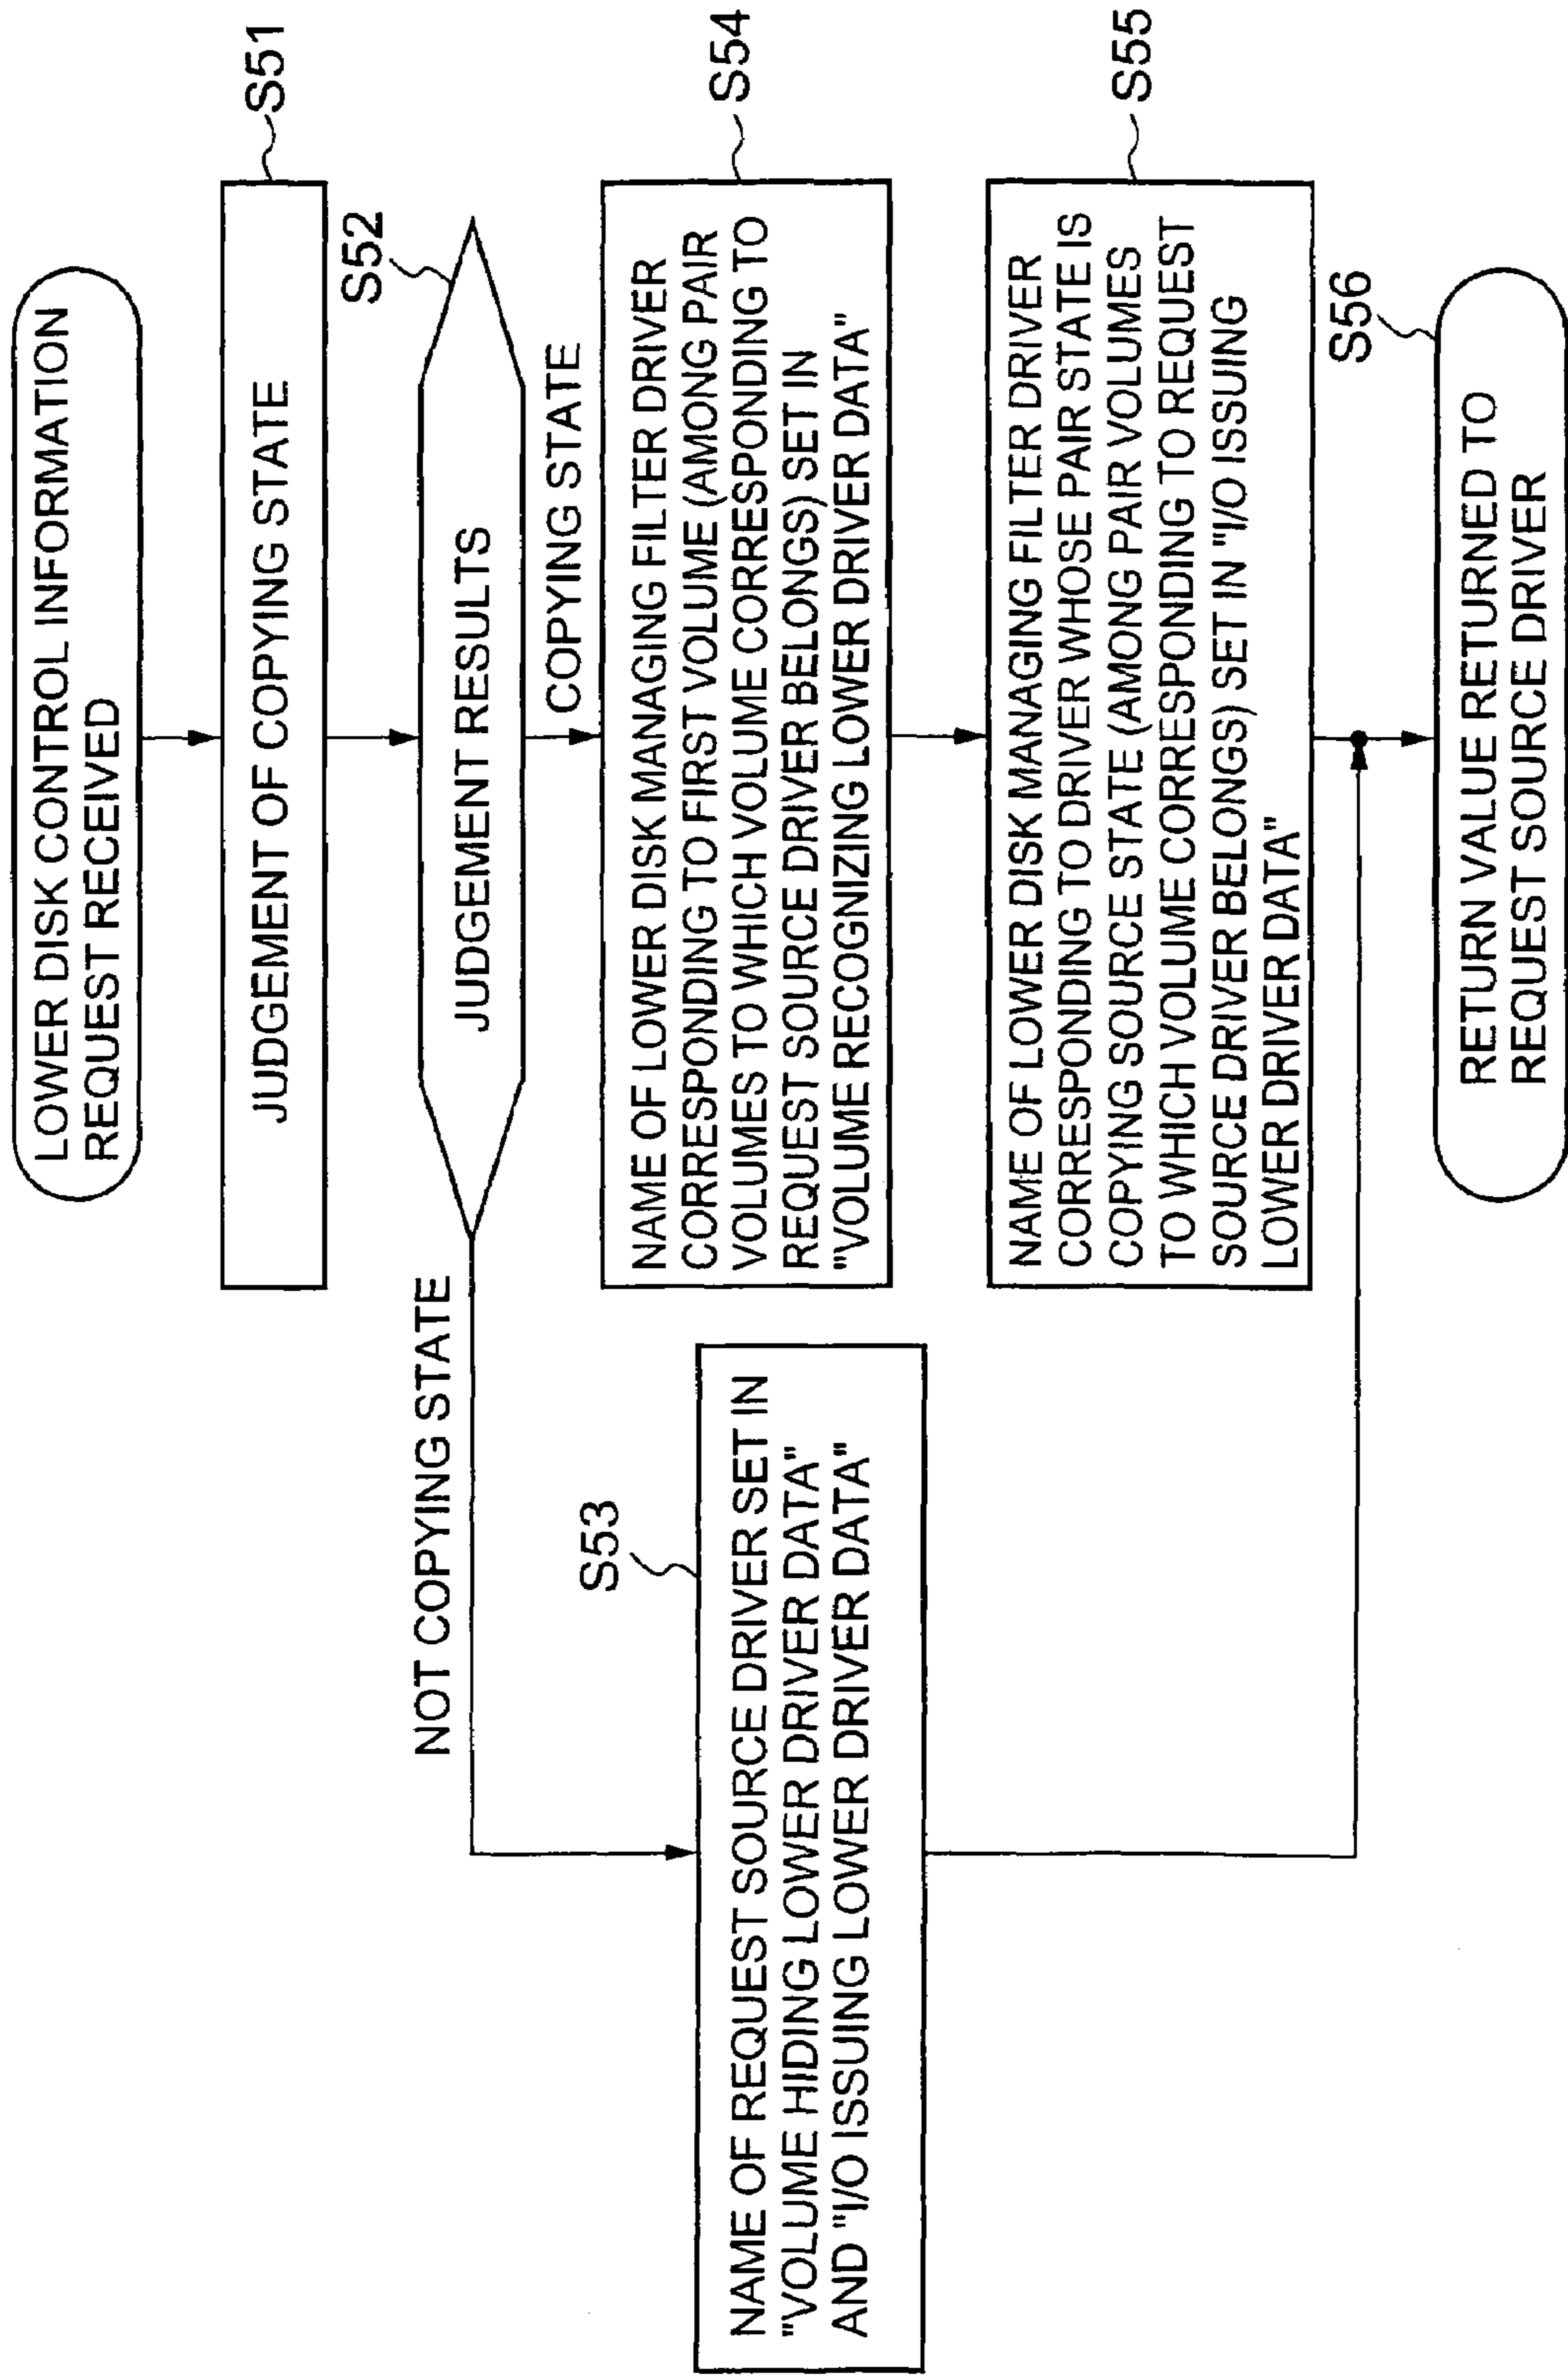 LOWER DISK CONTROL INFORMATION
REQUEST RECEIVED
S51
JUDGEMENT OF COPYING STATE
S52
JUDGEMENT RESULTS
NOT COPYING STATE
COPYING STATE
S53
NAME OF REQUEST SOURCE DRIVER SET IN
"VOLUME HIDING LOWER DRIVER DATA"
AND "I/O ISSUING LOWER DRIVER DATA"
S54
NAME OF LOWER DISK MANAGING FILTER DRIVER
CORRESPONDING TO FIRST VOLUME (AMONG PAIR
VOLUMES TO WHICH VOLUME CORRESPONDING TO
REQUEST SOURCE DRIVER BELONGS) SET IN
"VOLUME RECOGNIZING LOWER DRIVER DATA"
S55
NAME OF LOWER DISK MANAGING FILTER DRIVER
CORRESPONDING TO DRIVER WHOSE PAIR STATE IS
COPYING SOURCE STATE (AMONG PAIR VOLUMES
TO WHICH VOLUME CORRESPONDING TO REQUEST
SOURCE DRIVER BELONGS) SET IN "I/O ISSUING
LOWER DRIVER DATA"
S56
RETURN VALUE RETURNED TO
REQUEST SOURCE DRIVER